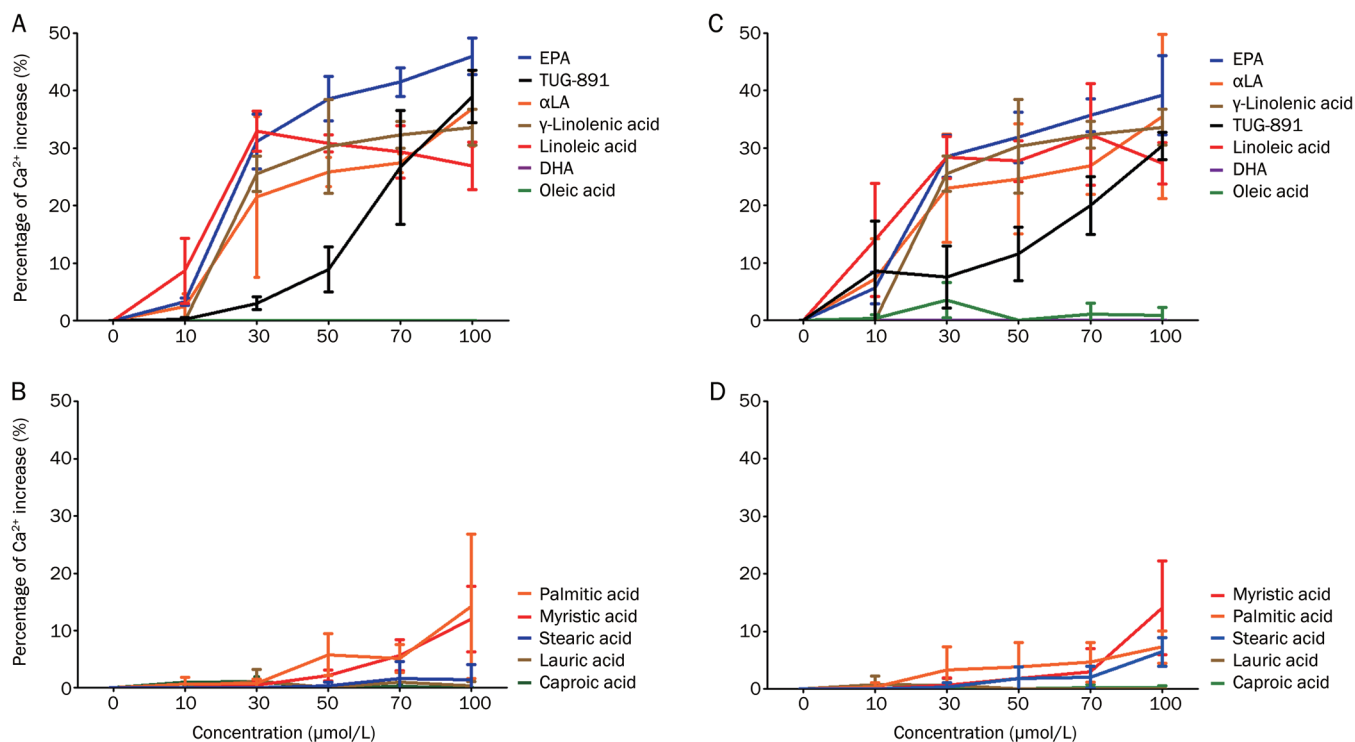 A
Percentage of Ca²⁺ increase (%)
50
40
30
20
10
0
0 10 30 50 70 100
EPA
TUG-891
αLA
γ-Linolenic acid
Linoleic acid
DHA
Oleic acid
C
50
40
30
20
10
0
0 10 30 50 70 100
EPA
αLA
γ-Linolenic acid
TUG-891
Linoleic acid
DHA
Oleic acid
B
Percentage of Ca²⁺ increase (%)
50
40
30
20
10
0
0 10 30 50 70 100
Concentration (μmol/L)
Palmitic acid
Myristic acid
Stearic acid
Lauric acid
Caproic acid
D
50
40
30
20
10
0
0 10 30 50 70 100
Concentration (μmol/L)
Myristic acid
Palmitic acid
Stearic acid
Lauric acid
Caproic acid